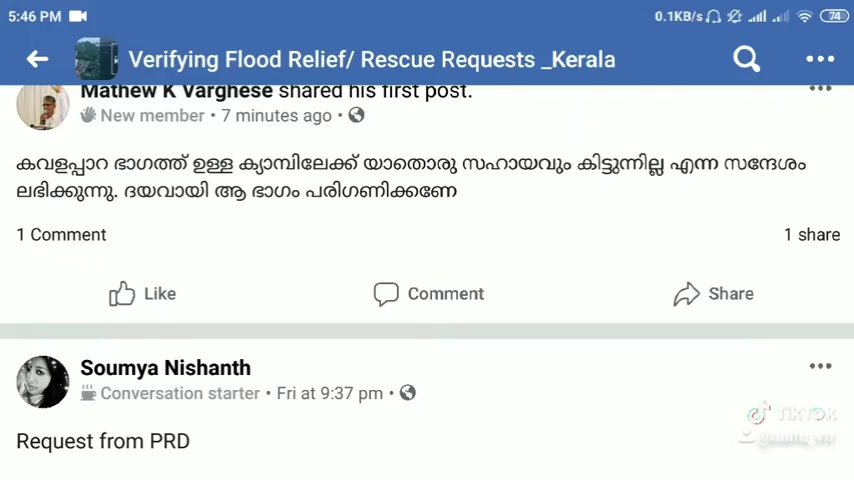 5:46 PM
0.1KB/s
74
Verifying Flood Relief/ Rescue Requests _Kerala
Mathew K Varghese shared his first post.
New member • 7 minutes ago •
കവളപ്പാറ ഭാഗത്ത് ഉള്ള ക്യാമ്പിലേക്ക് യാതൊരു സഹായവും കിട്ടുന്നില്ല എന്ന സന്ദേശം
ലഭിക്കുന്നു. ദയവായി ആ ഭാഗം പരിഗണിക്കണേ
1 Comment
1 share
Like
Comment
Share
Soumya Nishanth
Conversation starter • Fri at 9:37 pm •
Request from PRD
TikTok